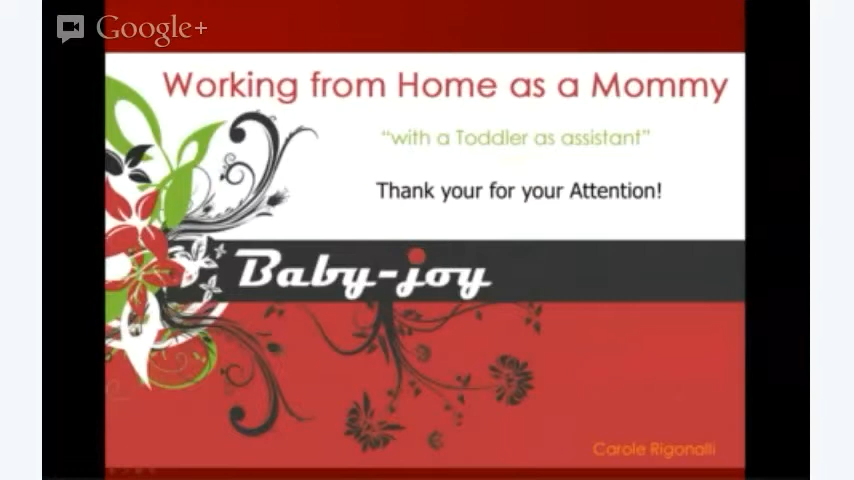 Google+
Working from Home as a Mommy
"with a Toddler as assistant"
Thank your for your Attention!
Baby-joy
Carole Rigonalli